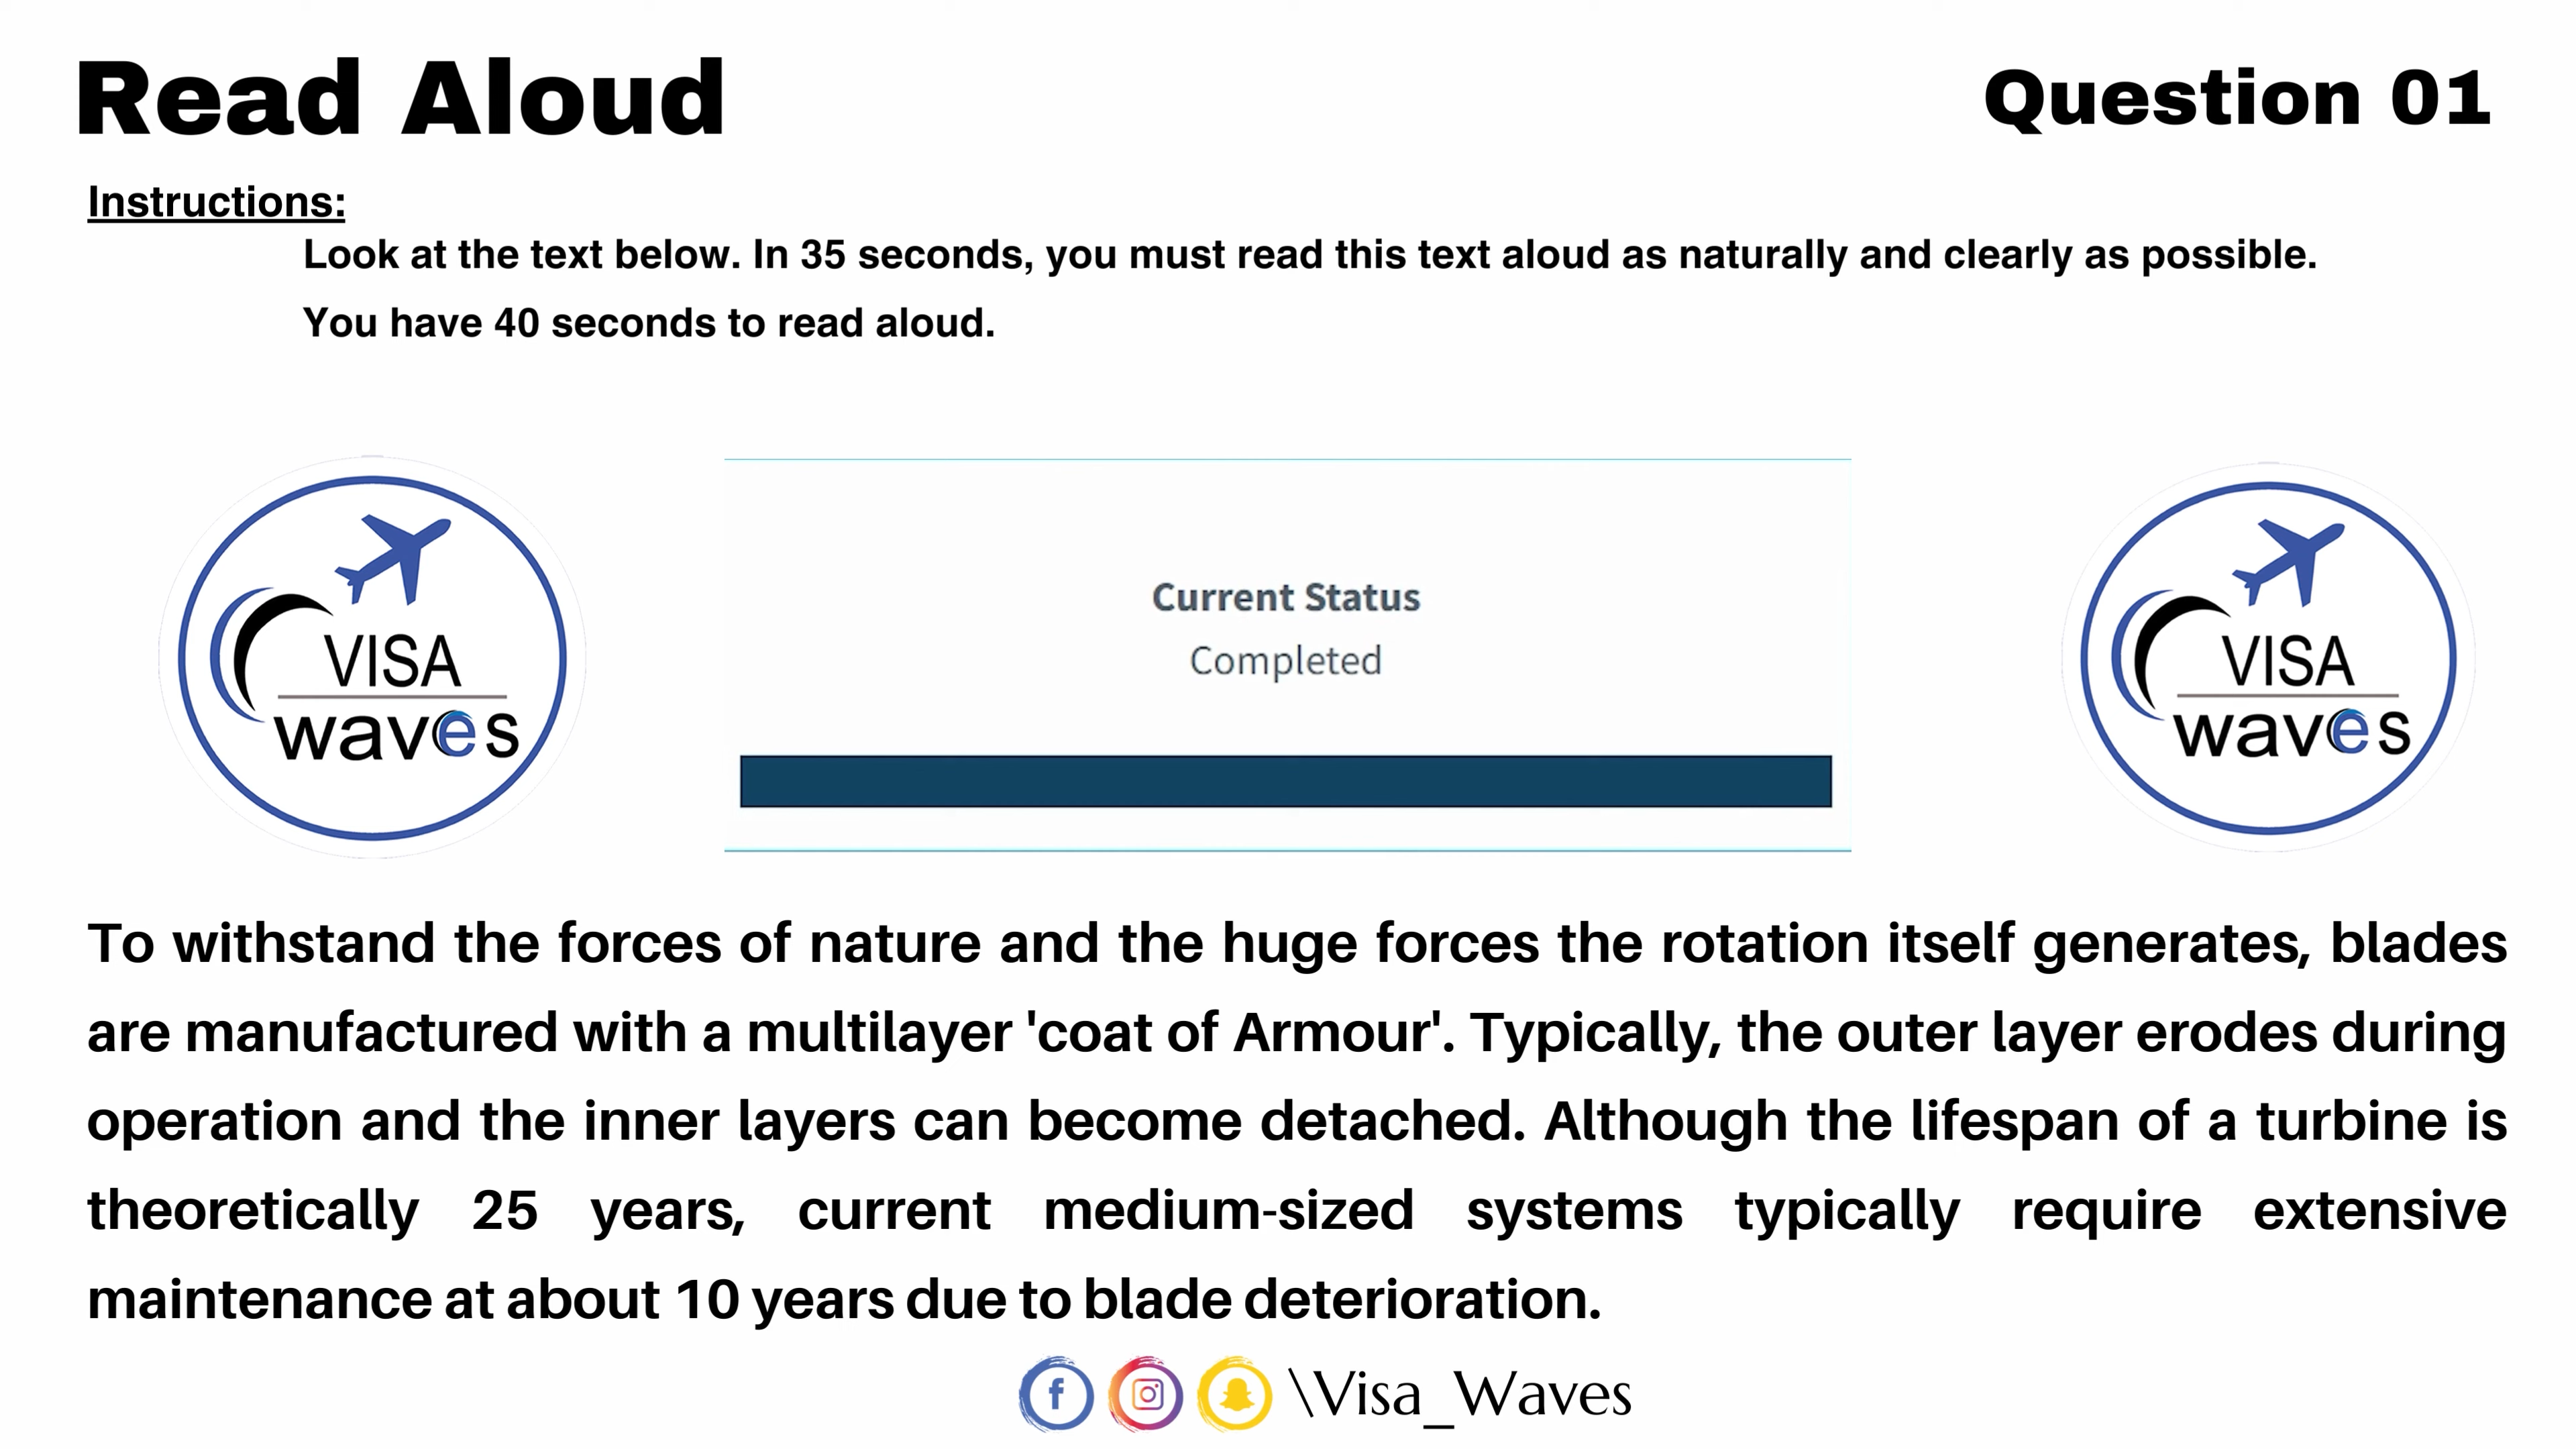 Read Aloud
Question 01
Instructions:
Look at the text below. In 35 seconds, you must read this text aloud as naturally and clearly as possible.
You have 40 seconds to read aloud.
VISA
waves
Current Status
Completed
VISA
waves
To withstand the forces of nature and the huge forces the rotation itself generates, blades
are manufactured with a multilayer 'coat of Armour'. Typically, the outer layer erodes during
operation and the inner layers can become detached. Although the lifespan of a turbine is
theoretically 25 years, current medium-sized systems typically require extensive
maintenance at about 10 years due to blade deterioration.
\Visa_Waves